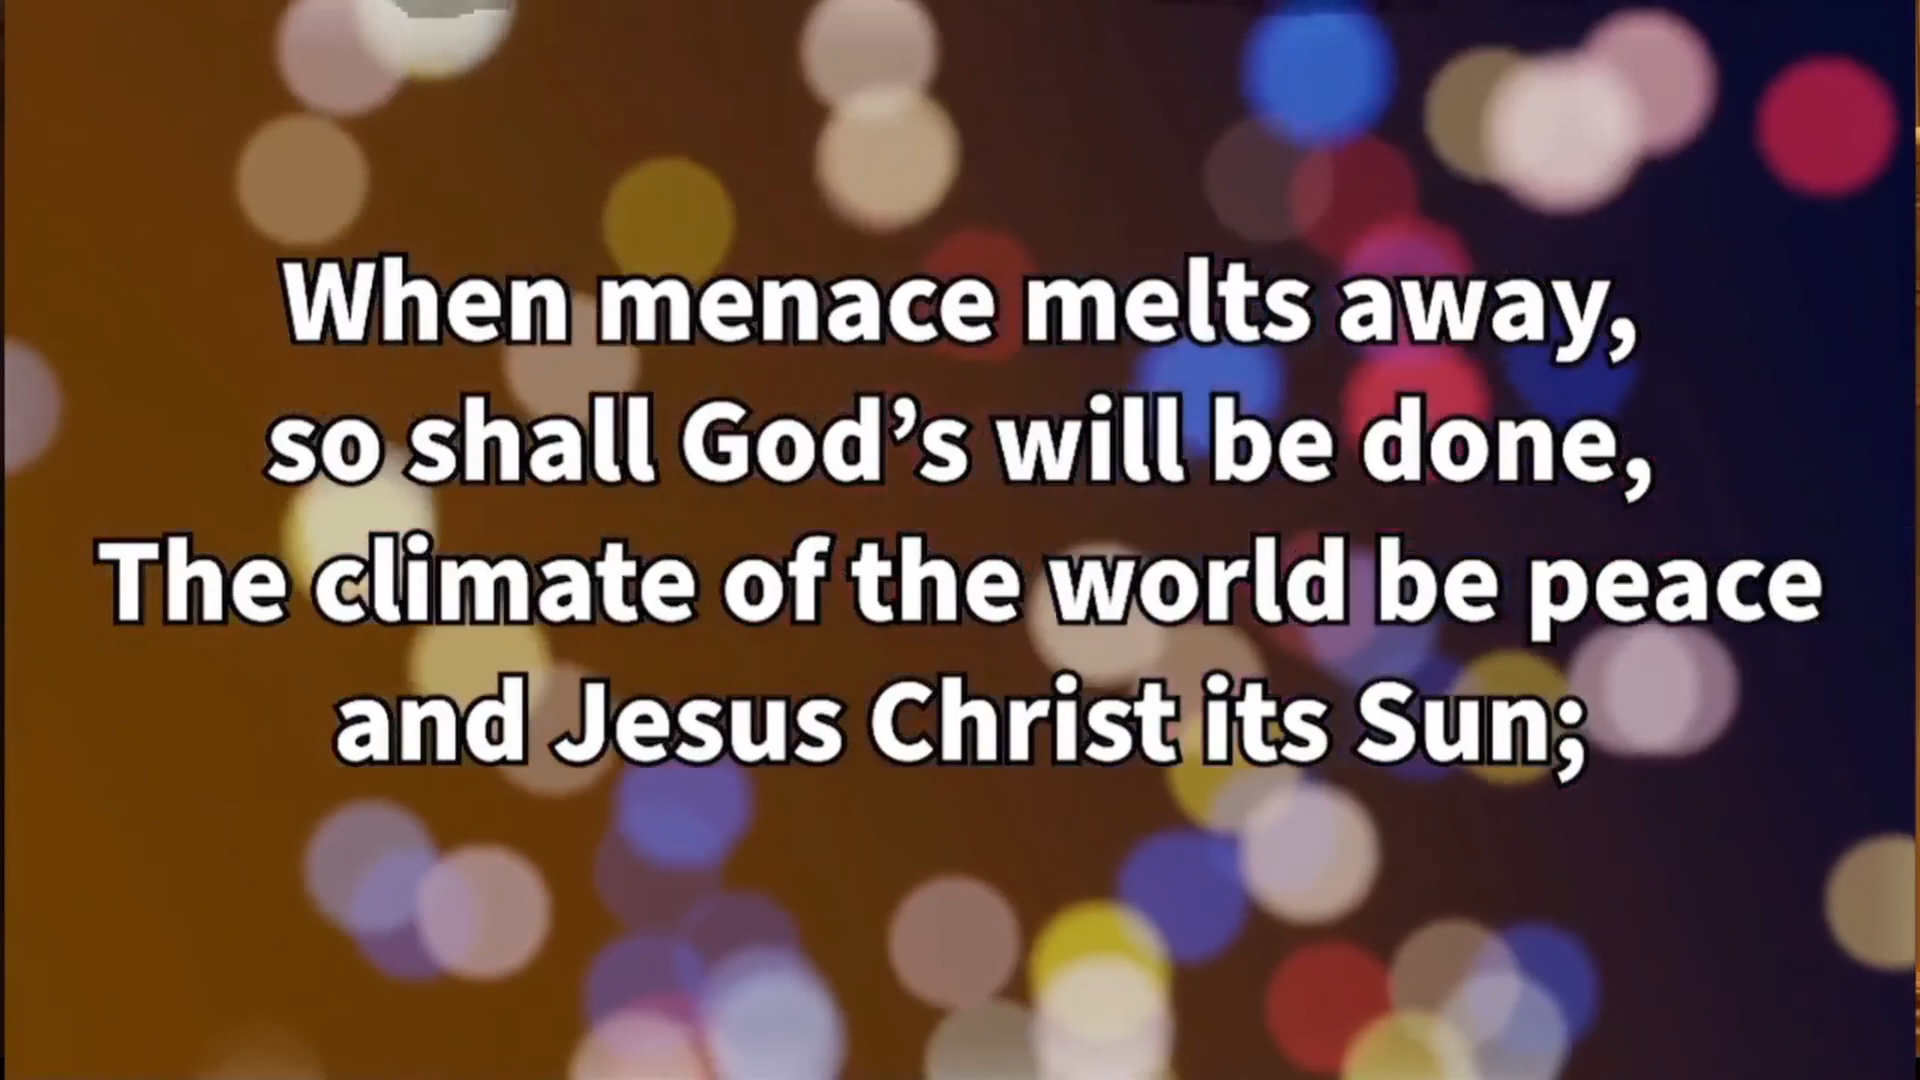 When menace melts away,
so shall God’s will be done,
The climate of the world be peace
and Jesus Christ its Sun;